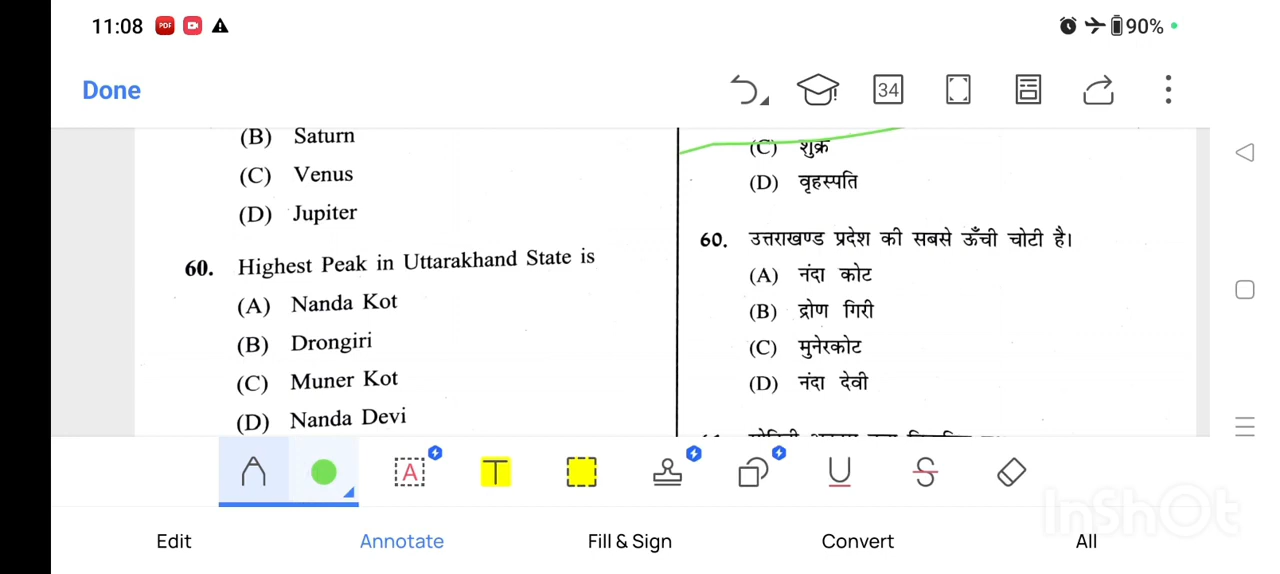 11:08 PDF 90%
Done
34
(B) Saturn
(C) Venus
(D) Jupiter
60. Highest Peak in Uttarakhand State is
(A) Nanda Kot
(B) Drongiri
(C) Muner Kot
(D) Nanda Devi
(C) शुक्र
(D) वृहस्पति
60. उत्तराखण्ड प्रदेश की सबसे ऊँची चोटी है।
(A) नंदा कोट
(B) द्रोण गिरी
(C) मुनेरकोट
(D) नंदा देवी
A T U S
InShOt
Edit Annotate Fill & Sign Convert All